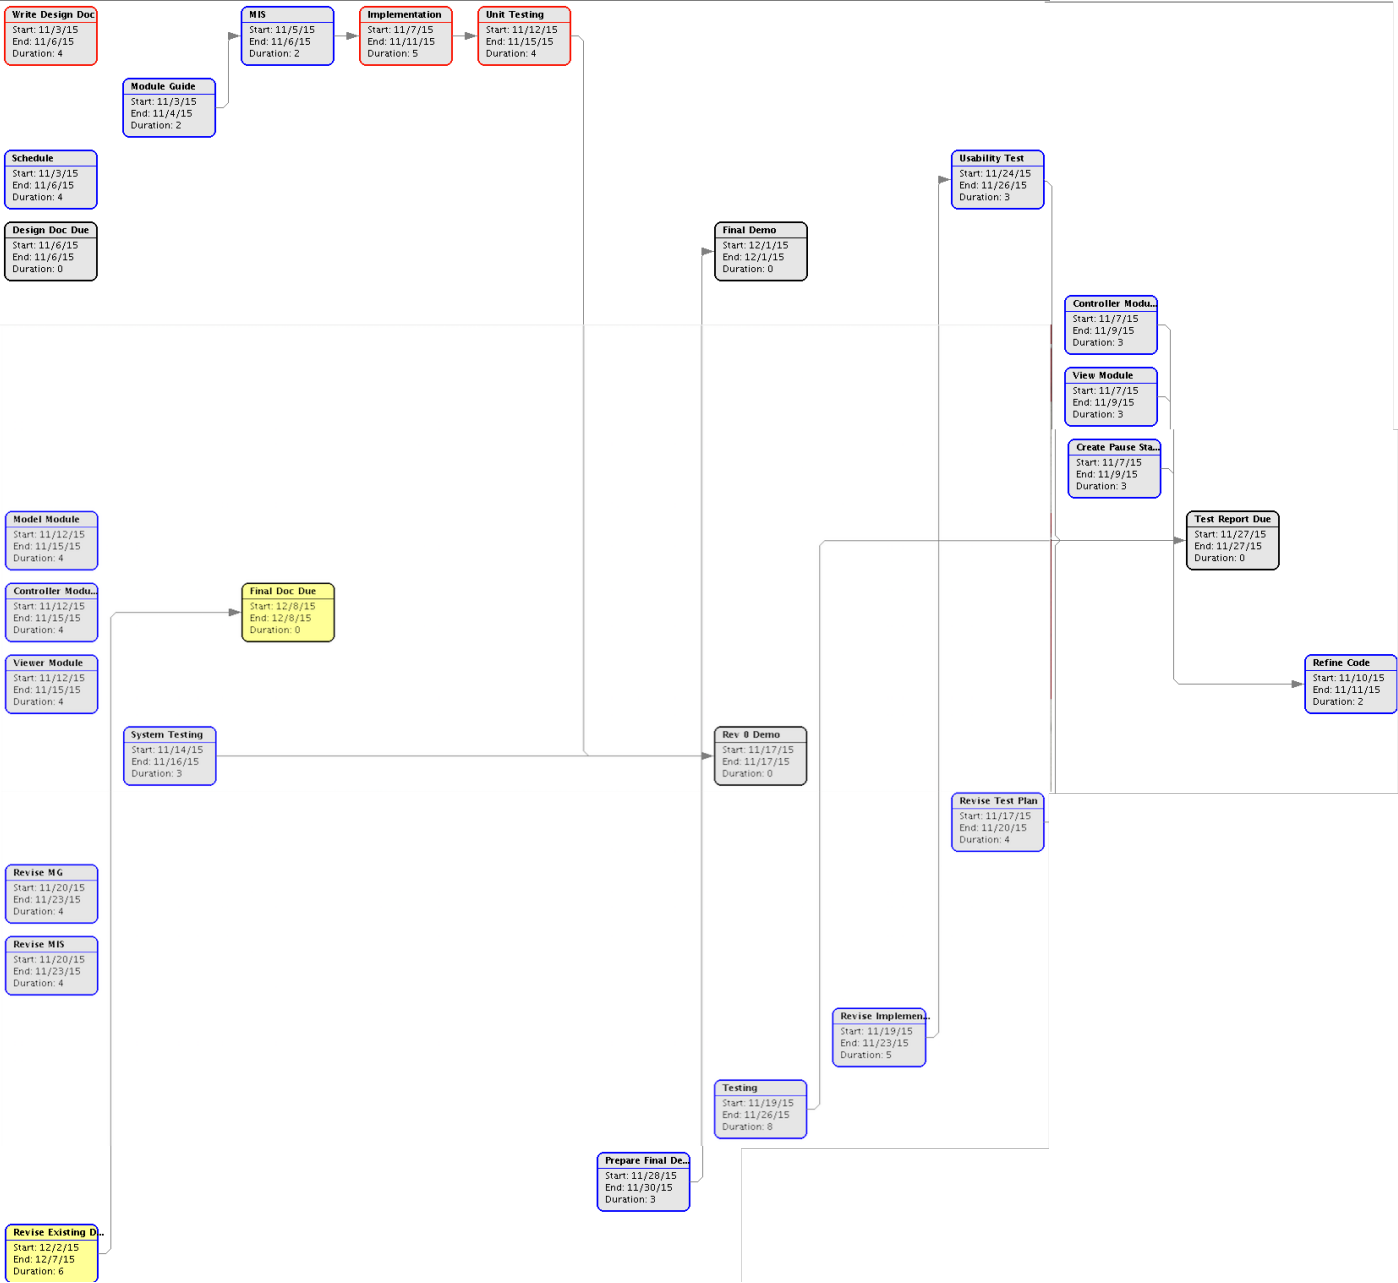 Write Design Doc
Start: 11/3/15
End: 11/6/15
Duration: 4
MIS
Start: 11/5/15
End: 11/6/15
Duration: 2
Implementation
Start: 11/7/15
End: 11/11/15
Duration: 5
Unit Testing
Start: 11/12/15
End: 11/15/15
Duration: 4
Module Guide
Start: 11/3/15
End: 11/4/15
Duration: 2
Schedule
Start: 11/3/15
End: 11/6/15
Duration: 4
Usability Test
Start: 11/24/15
End: 11/26/15
Duration: 3
Design Doc Due
Start: 11/6/15
End: 11/6/15
Duration: 0
Final Demo
Start: 12/1/15
End: 12/1/15
Duration: 0
Controller Modu...
Start: 11/7/15
End: 11/9/15
Duration: 3
View Module
Start: 11/7/15
End: 11/9/15
Duration: 3
Create Pause Sta...
Start: 11/7/15
End: 11/9/15
Duration: 3
Model Module
Start: 11/12/15
End: 11/15/15
Duration: 4
Test Report Due
Start: 11/27/15
End: 11/27/15
Duration: 0
Controller Modu...
Start: 11/12/15
End: 11/15/15
Duration: 4
Final Doc Due
Start: 12/8/15
End: 12/8/15
Duration: 0
Viewer Module
Start: 11/12/15
End: 11/15/15
Duration: 4
Refine Code
Start: 11/10/15
End: 11/11/15
Duration: 2
System Testing
Start: 11/14/15
End: 11/16/15
Duration: 3
Rev 0 Demo
Start: 11/17/15
End: 11/17/15
Duration: 0
Revise Test Plan
Start: 11/17/15
End: 11/20/15
Duration: 4
Revise MG
Start: 11/20/15
End: 11/23/15
Duration: 4
Revise MIS
Start: 11/20/15
End: 11/23/15
Duration: 4
Revise Implemen...
Start: 11/19/15
End: 11/23/15
Duration: 5
Testing
Start: 11/19/15
End: 11/26/15
Duration: 8
Prepare Final De...
Start: 11/28/15
End: 11/30/15
Duration: 3
Revise Existing D...
Start: 12/2/15
End: 12/7/15
Duration: 6